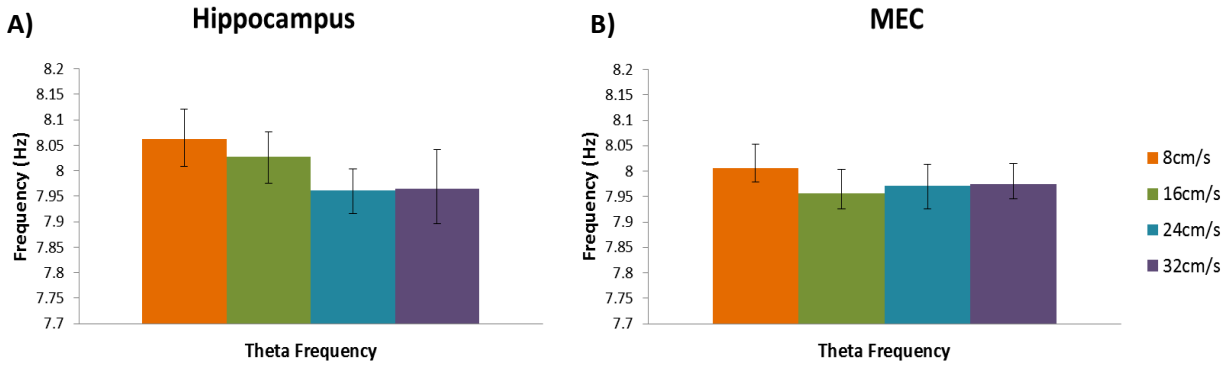 A)
Hippocampus
Frequency (Hz)
8.2
8.15
8.1
8.05
8
7.95
7.9
7.85
7.8
7.75
7.7
Theta Frequency
B)
MEC
Frequency (Hz)
8.2
8.15
8.1
8.05
8
7.95
7.9
7.85
7.8
7.75
7.7
Theta Frequency
8cm/s
16cm/s
24cm/s
32cm/s